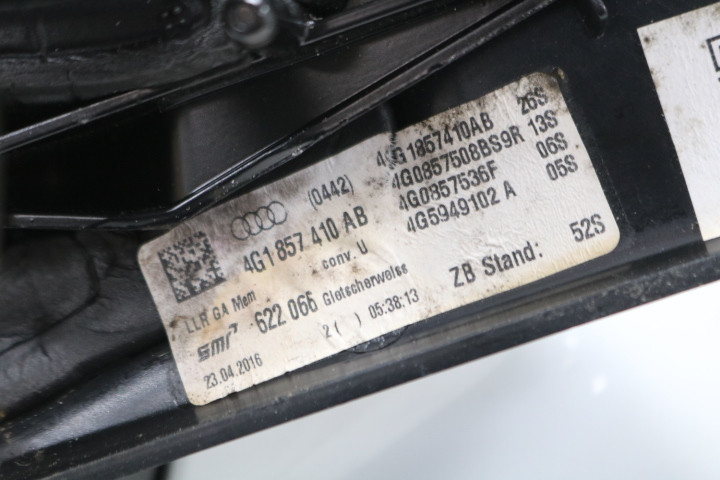 (0442)
4G1 857 410 AB
conv. U
LLR GA Mem
smr 622 066 Gletscherweise
2( ) 05:38:13
23.04.2016
4G1857410AB 26S
4G0857508BS9R 13S
4G0857536F 06S
4G5949102 A 05S
ZB Stand: 52S